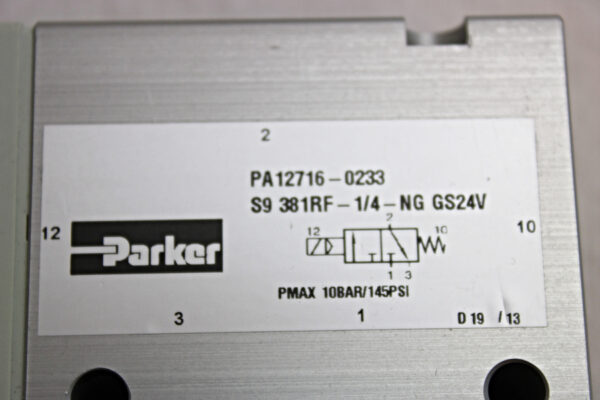 2
PA12716-0233
S9 381RF-1/4-NG GS24V
12
Parker
2
12
10
1 3
10
PMAX 10BAR/145PSI
3
1
D 19 / 13